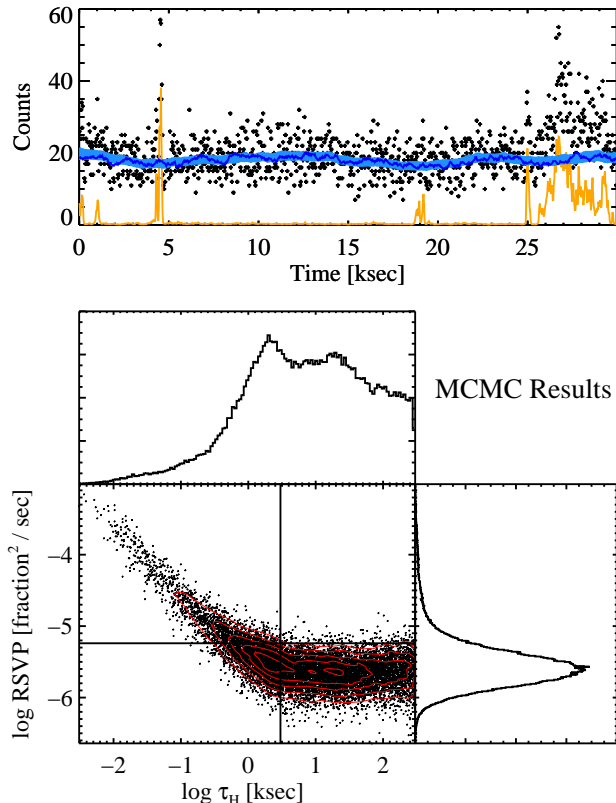 60
40
20
0
Counts
0 5 10 15 20 25
Time [ksec]
MCMC Results
−4
−5
−6
log RSVP [fraction² / sec]
−2 −1 0 1 2
log τH [ksec]